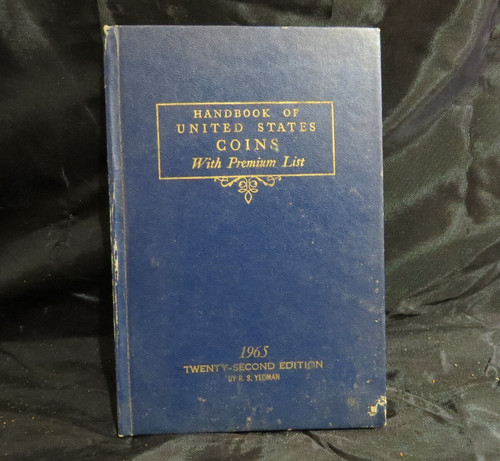 HANDBOOK OF
UNITED STATES
COINS
With Premium List
1965
TWENTY-SECOND EDITION
BY R. S. YEOMAN